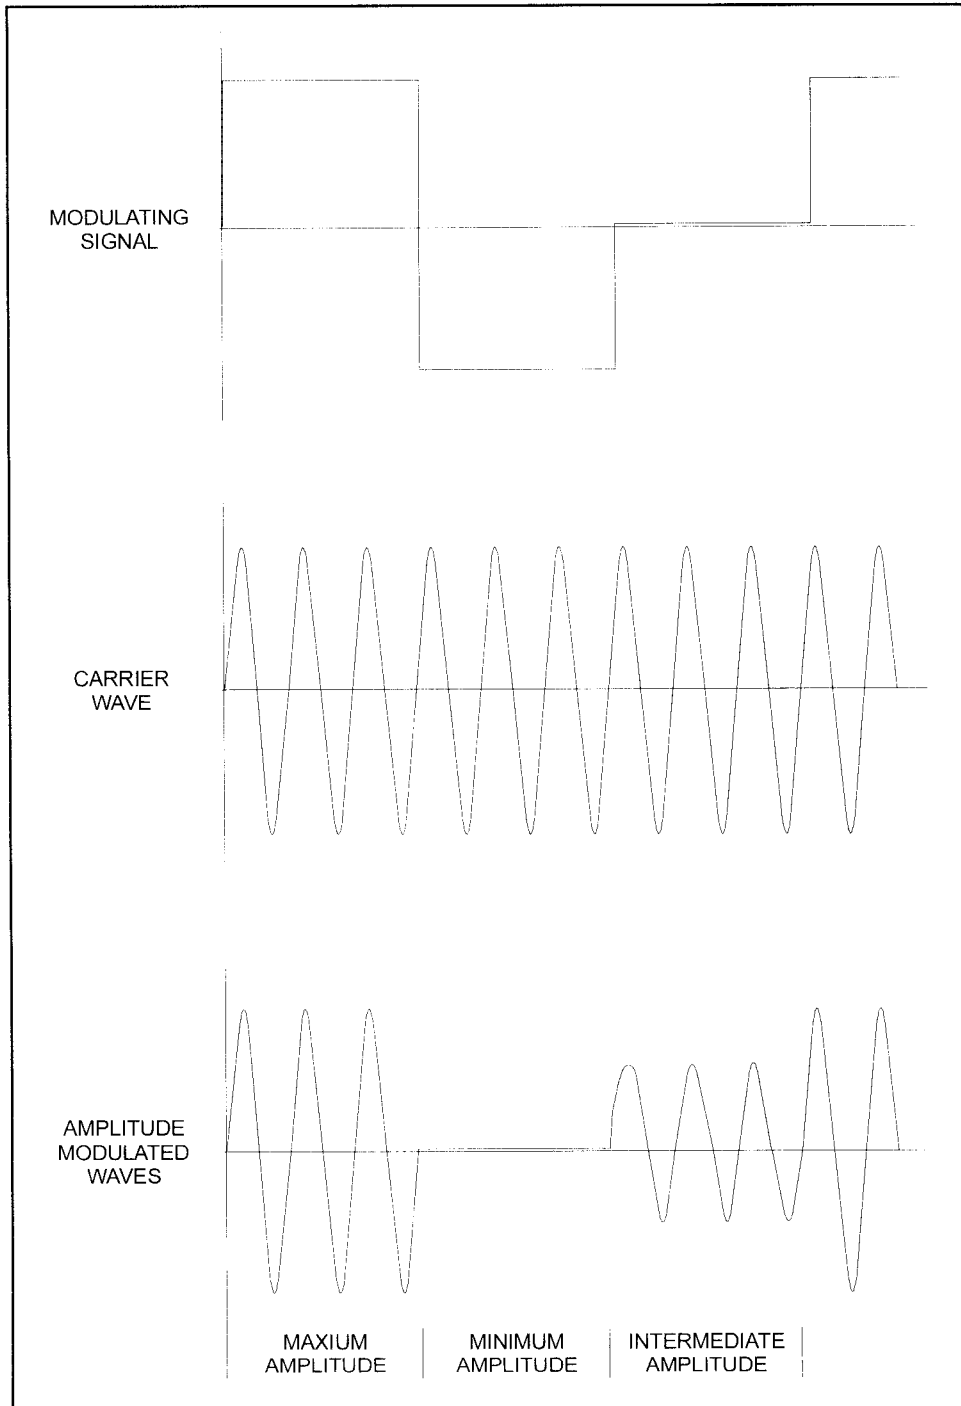 MODULATING
SIGNAL
CARRIER
WAVE
AMPLITUDE
MODULATED
WAVES
MAXIUM
AMPLITUDE
MINIMUM
AMPLITUDE
INTERMEDIATE
AMPLITUDE